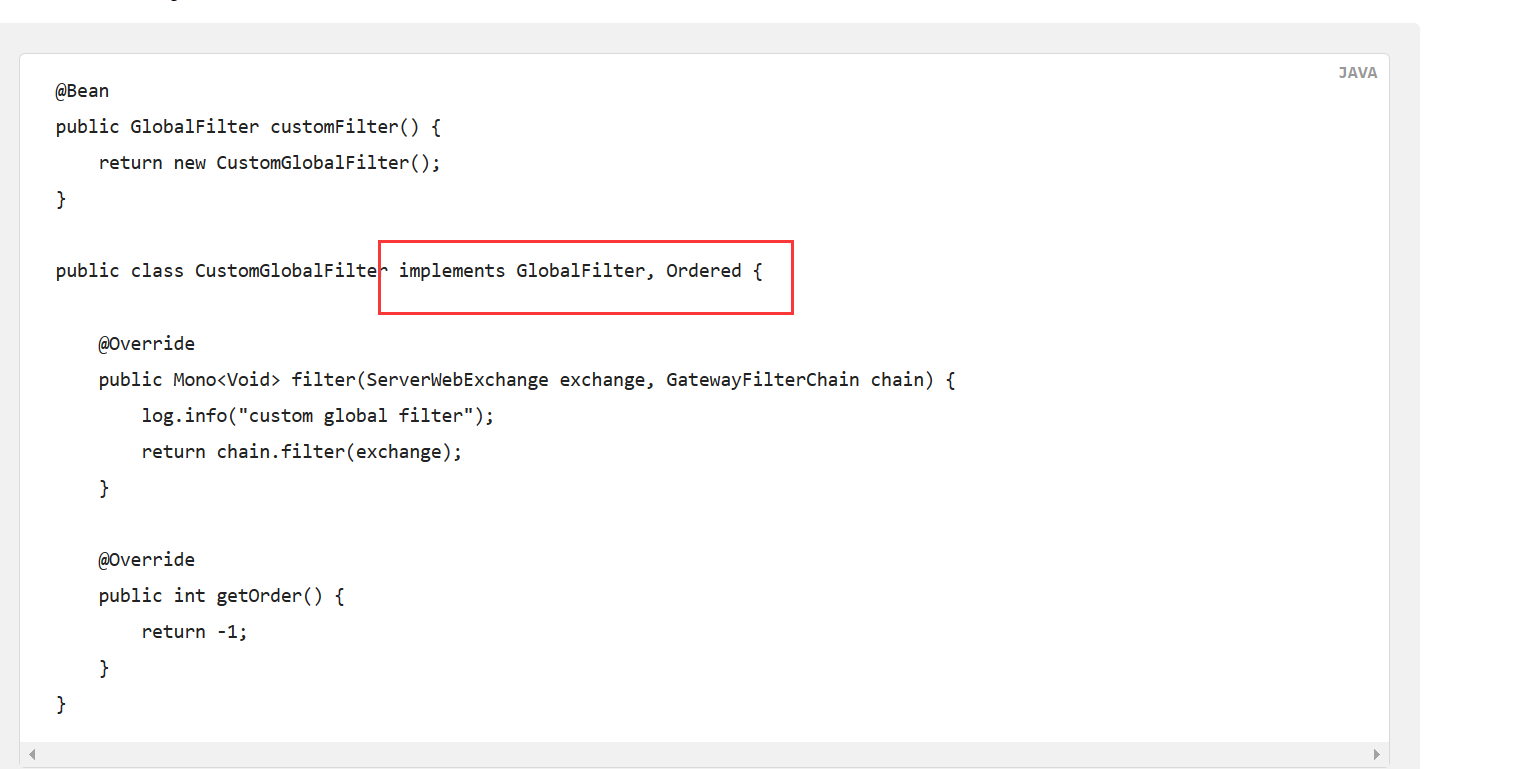 JAVA
@Bean
public GlobalFilter customFilter() {
    return new CustomGlobalFilter();
}
public class CustomGlobalFilter implements GlobalFilter, Ordered {
    @Override
    public Mono<Void> filter(ServerWebExchange exchange, GatewayFilterChain chain) {
        log.info("custom global filter");
        return chain.filter(exchange);
    }
    @Override
    public int getOrder() {
        return -1;
    }
}